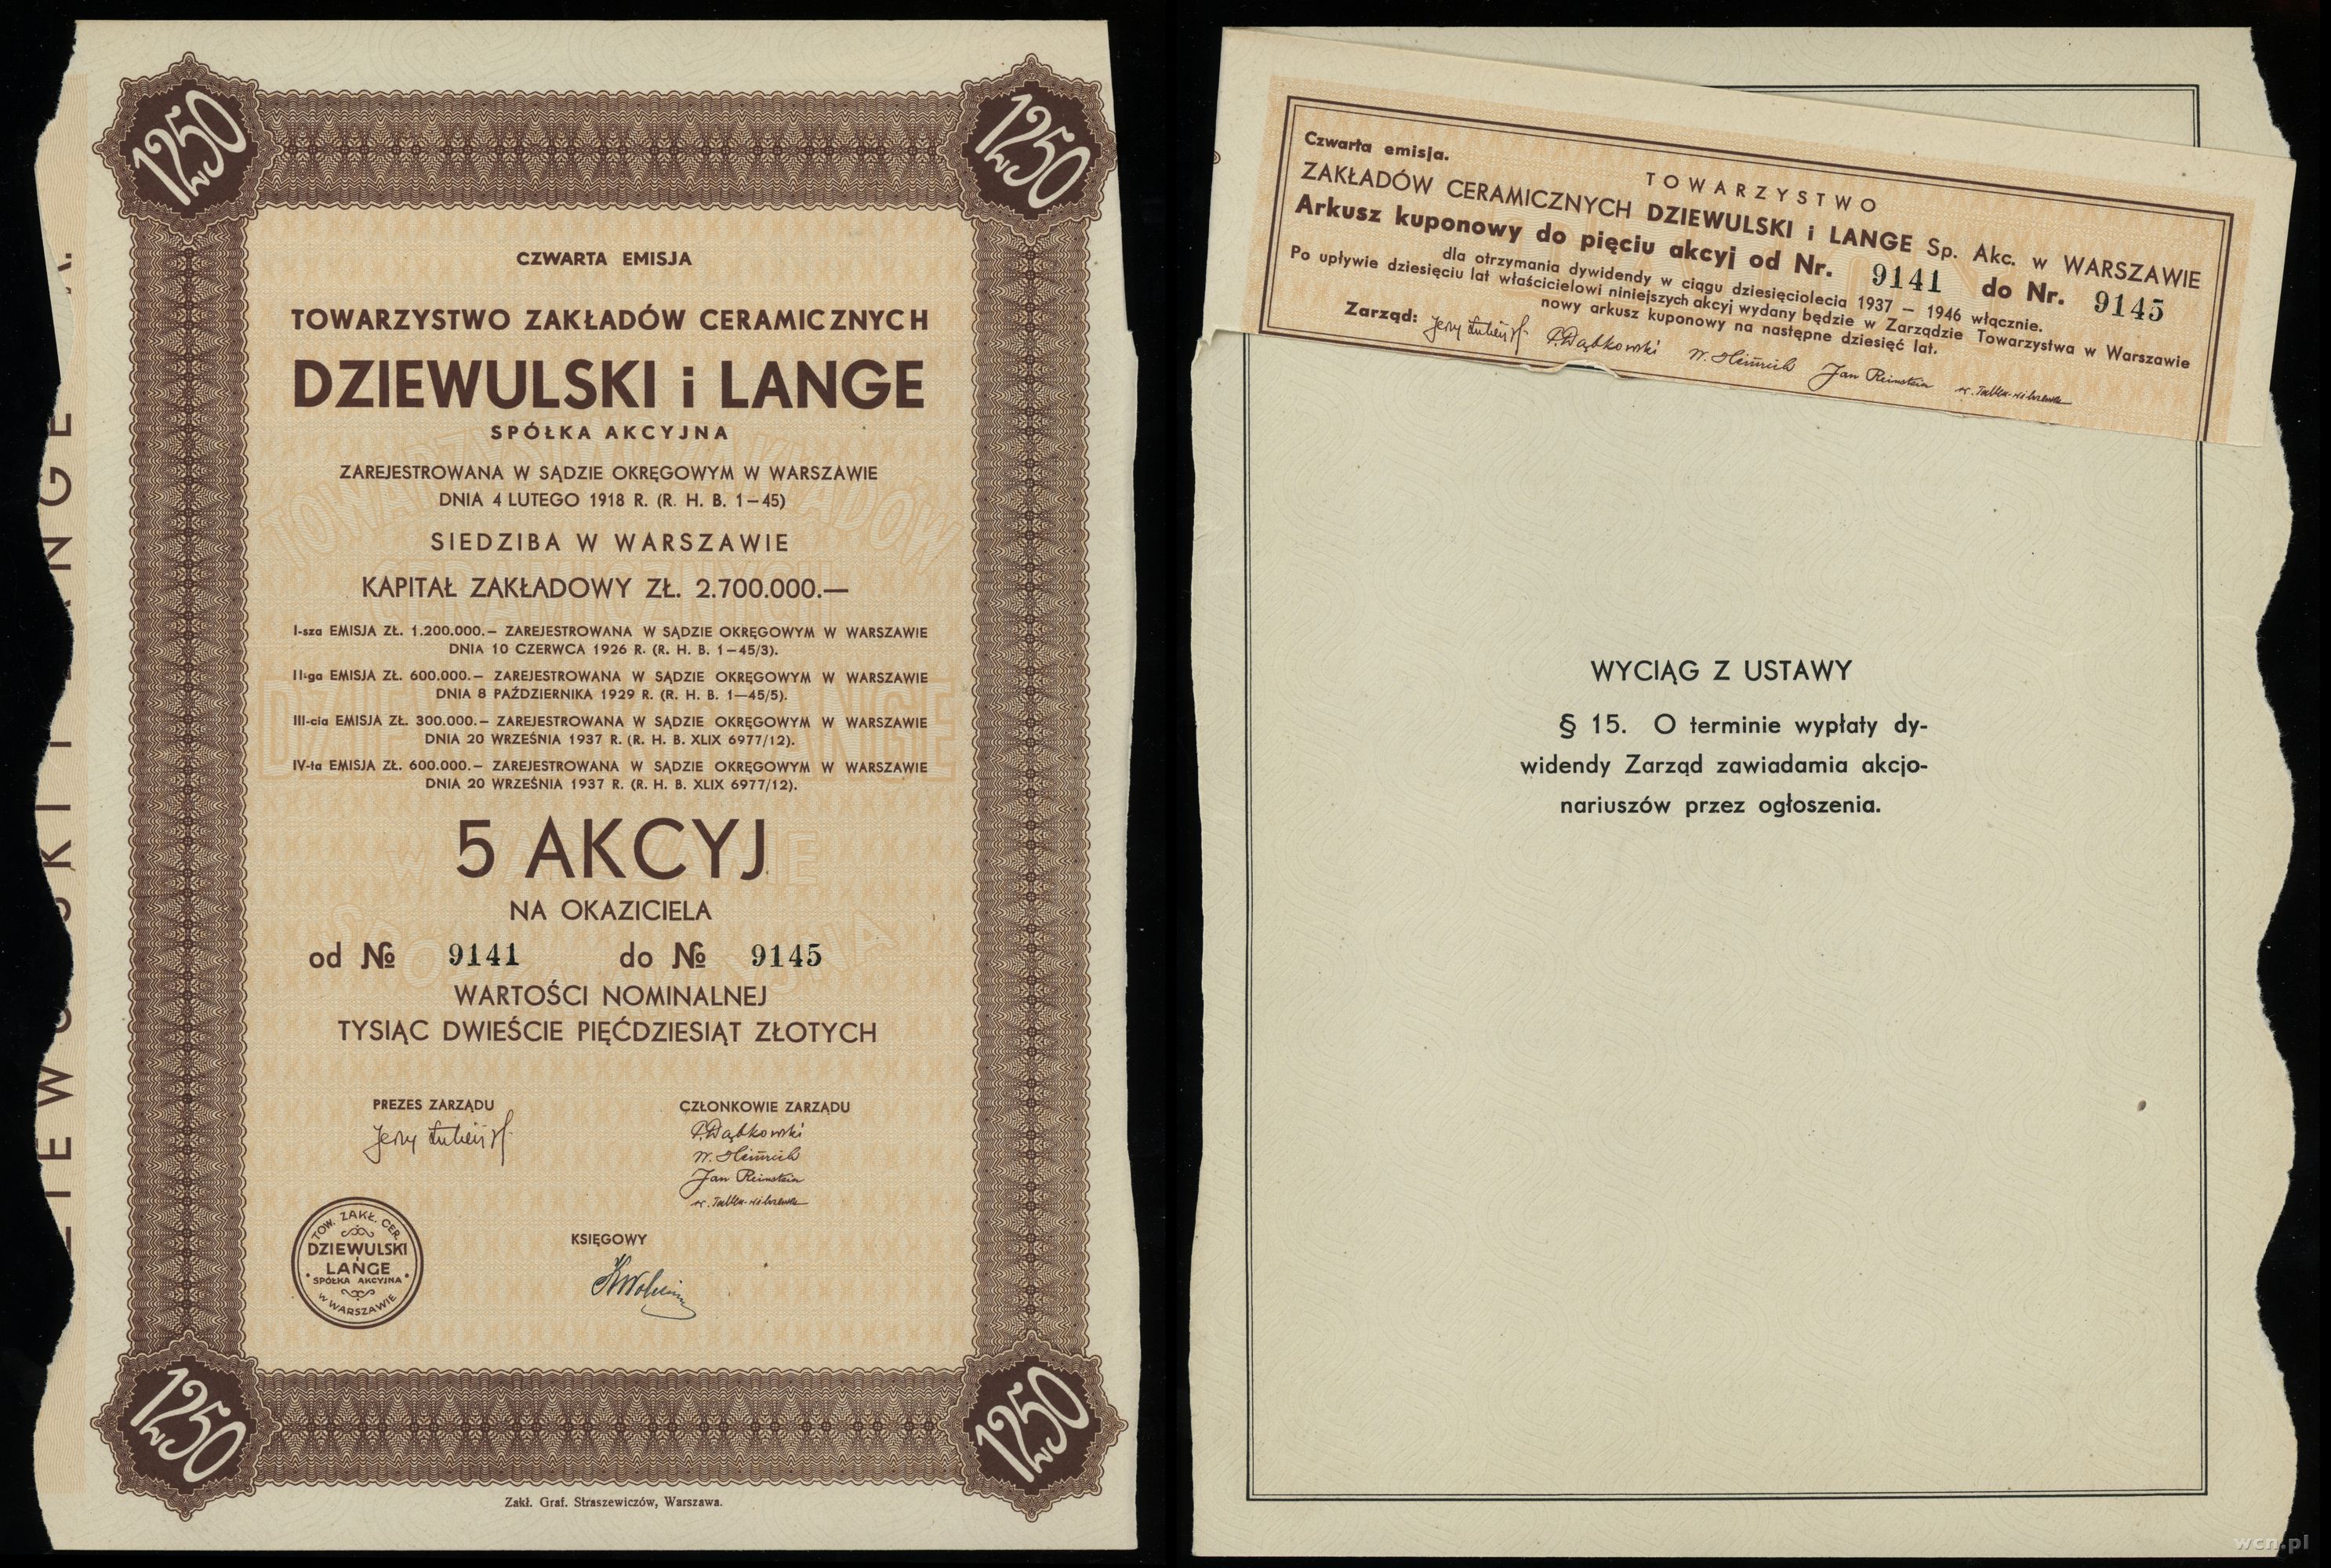 1250
1250
CZWARTA EMISJA
TOWARZYSTWO ZAKŁADÓW CERAMICZNYCH
DZIEWULSKI i LANGE
SPÓŁKA AKCYJNA
ZAREJESTROWANA W SĄDZIE OKRĘGOWYM W WARSZAWIE
DNIA 4 LUTEGO 1918 R. (R. H. B. 1—45)
SIEDZIBA W WARSZAWIE
KAPITAŁ ZAKŁADOWY ZŁ. 2.700.000.—
I-sza EMISJA ZŁ. 1.200.000.— ZAREJESTROWANA W SĄDZIE OKRĘGOWYM W WARSZAWIE
DNIA 10 CZERWCA 1926 R. (R. H. B. 1—45/3).
II-ga EMISJA ZŁ. 600.000.— ZAREJESTROWANA W SĄDZIE OKRĘGOWYM W WARSZAWIE
DNIA 8 PAŹDZIERNIKA 1929 R. (R. H. B. 1—45/5).
III-cia EMISJA ZŁ. 300.000.— ZAREJESTROWANA W SĄDZIE OKRĘGOWYM W WARSZAWIE
DNIA 20 WRZEŚNIA 1937 R. (R. H. B. XLIX 6977/12).
IV-ta EMISJA ZŁ. 600.000.— ZAREJESTROWANA W SĄDZIE OKRĘGOWYM W WARSZAWIE
DNIA 20 WRZEŚNIA 1937 R. (R. H. B. XLIX 6977/12).
5 AKCYJ
NA OKAZICIELA
od № 9141 do № 9145
WARTOŚCI NOMINALNEJ
TYSIĄC DWIEŚCIE PIĘĆDZIESIĄT ZŁOTYCH
PREZES ZARZĄDU
CZŁONKOWIE ZARZĄDU
Jerzy
P. Dąbkowski
W. Heinrich
Jan Reinstein
KSIĘGOWY
TOW. ZAKŁ. CER.
DZIEWULSKI
i
LANGE
SPÓŁKA AKCYJNA
W WARSZAWIE
1250
1250
Zakł. Graf. Straszewiczów, Warszawa.
Czwarta emisja.
TOWARZYSTWO
ZAKŁADÓW CERAMICZNYCH DZIEWULSKI i LANGE Sp. Akc. w WARSZAWIE
Arkusz kuponowy do pięciu akcyj od Nr. 9141 do Nr. 9145
dla otrzymania dywidendy w ciągu dziesięciolecia 1937 — 1946 włącznie.
Po upływie dziesięciu lat właścicielowi niniejszych akcyj wydany będzie w Zarządzie Towarzystwa w Warszawie
nowy arkusz kuponowy na następne dziesięć lat.
Zarząd: Jerzy P. Dąbkowski W. Heinrich Jan Reinstein
WYCIĄG Z USTAWY
§ 15. O terminie wypłaty dy-
widendy Zarząd zawiadamia akcjo-
nariuszów przez ogłoszenia.
wcn.pl